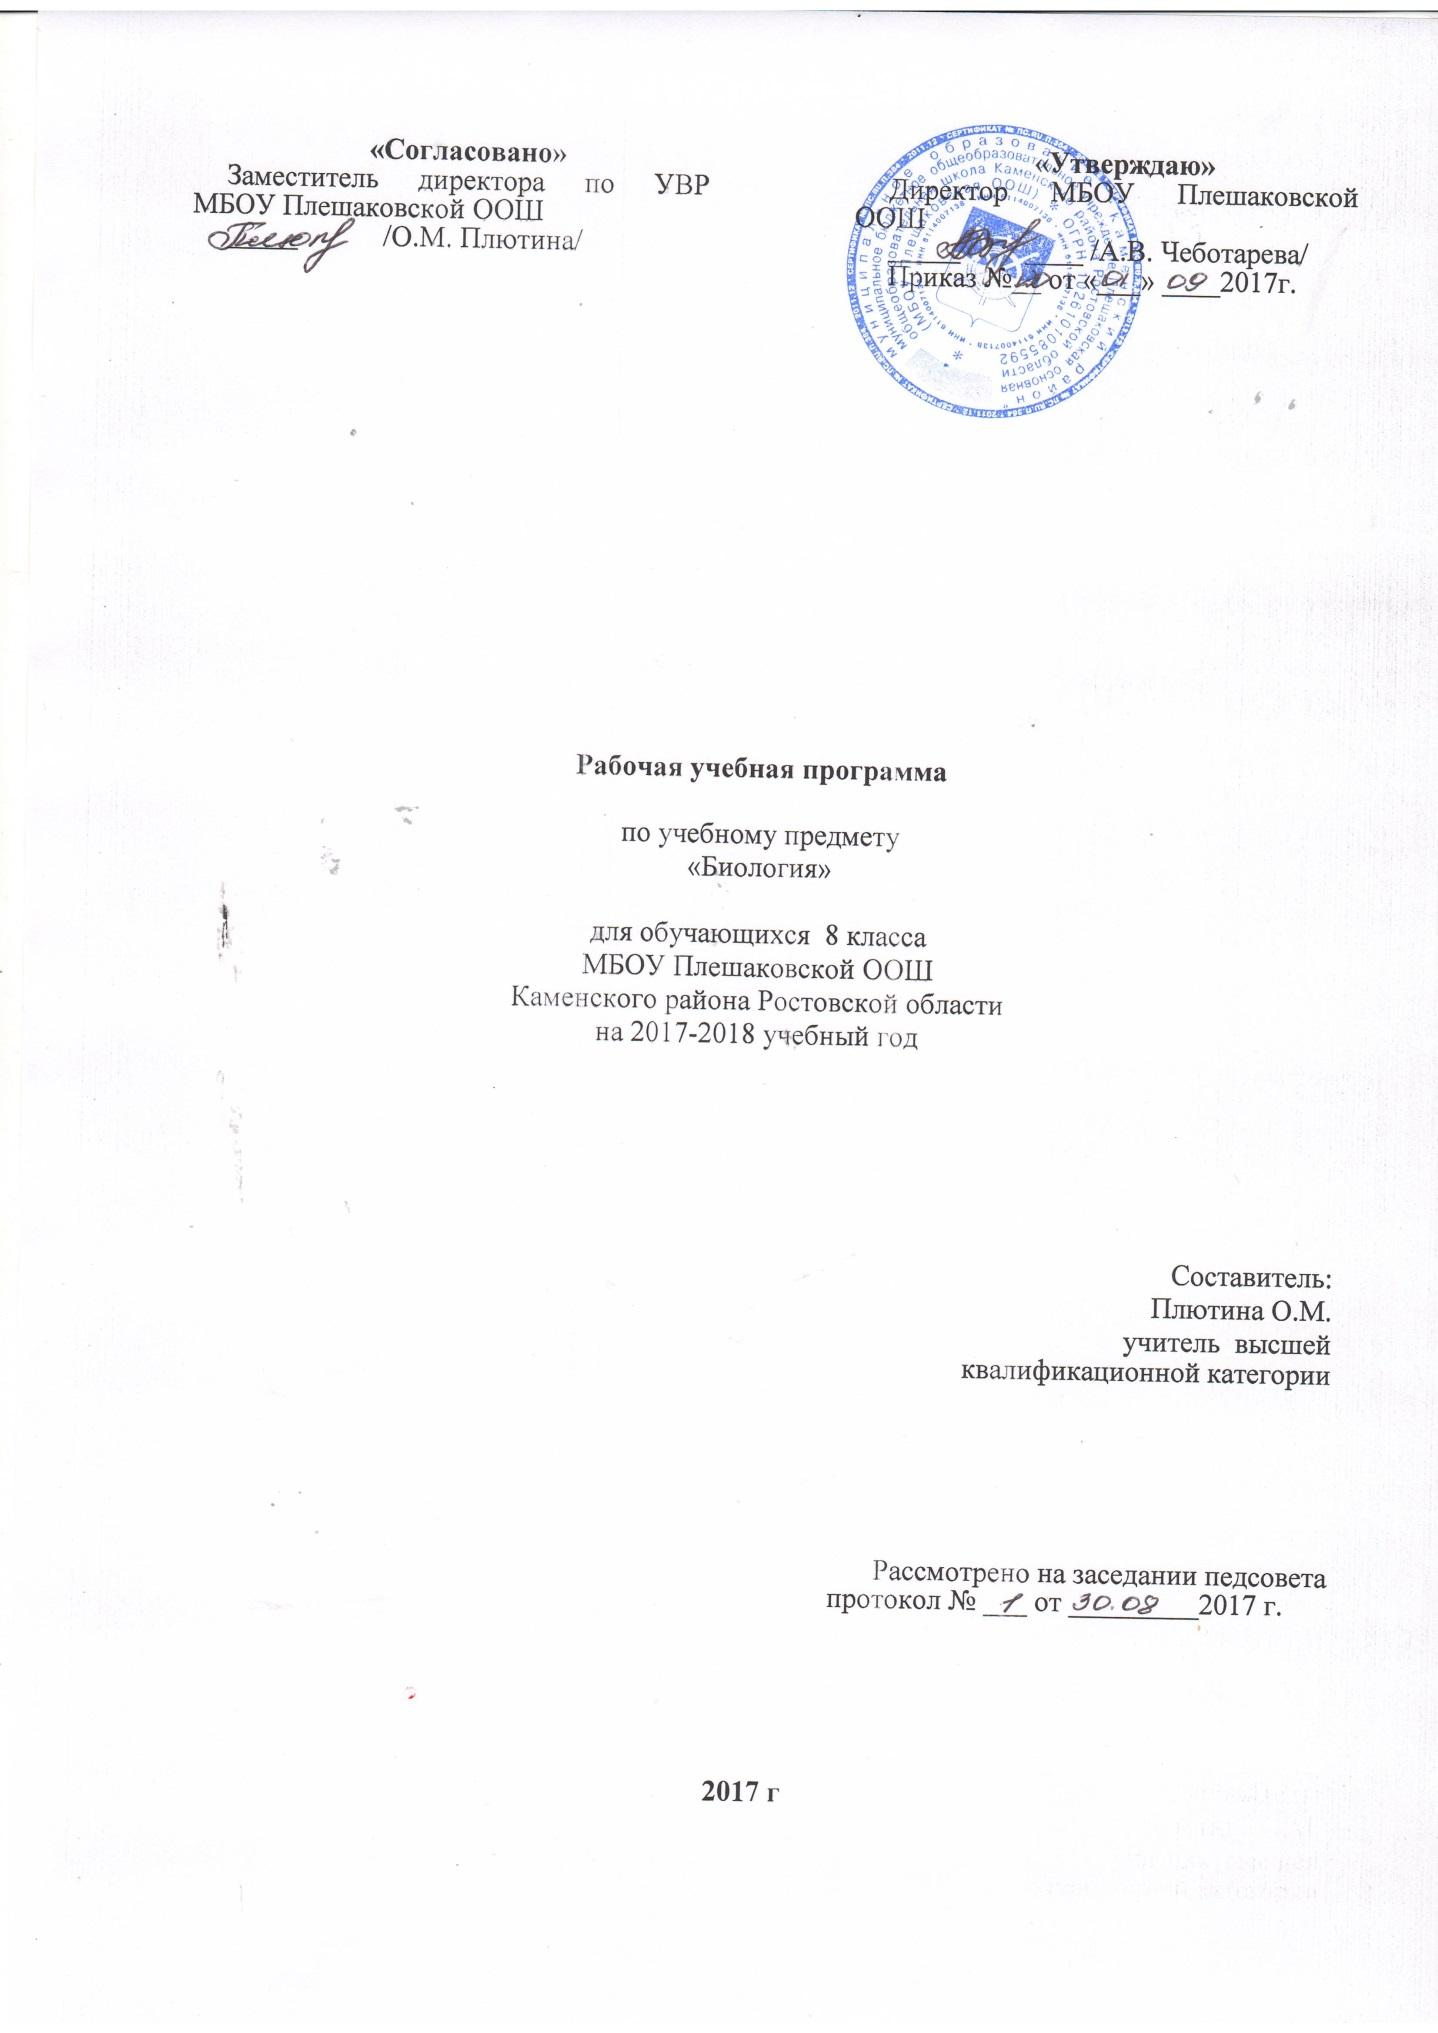 «Согласовано»
Заместитель директора по УВР
МБОУ Плешаковской ООШ
/О.М. Плютина/
«Утверждаю»
Директор МБОУ Плешаковской
ООШ
/А.В. Чеботарева/
Приказ № от «01» 09 2017г.
Рабочая учебная программа
по учебному предмету
«Биология»
для обучающихся 8 класса
МБОУ Плешаковской ООШ
Каменского района Ростовской области
на 2017-2018 учебный год
Составитель:
Плютина О.М.
учитель высшей
квалификационной категории
Рассмотрено на заседании педсовета
протокол № 1 от 30.08 2017 г.
2017 г